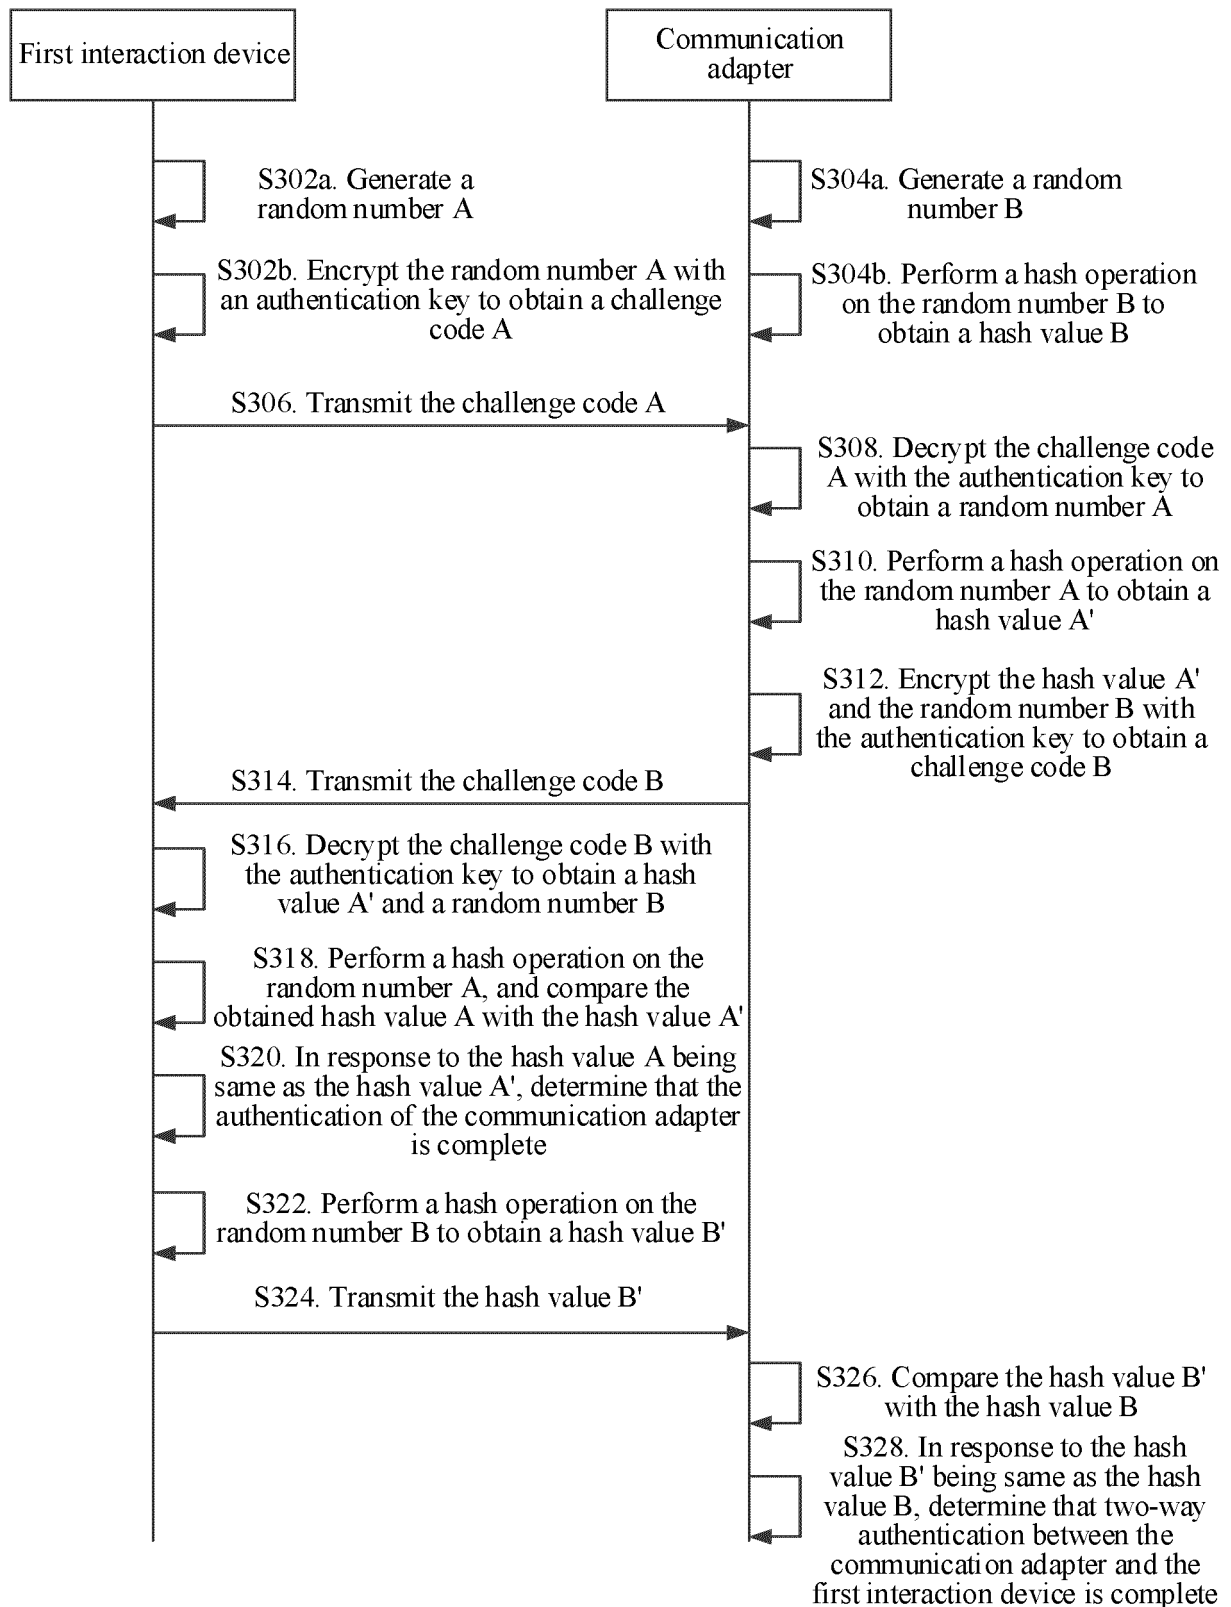 First interaction device
Communication
adapter
S302a. Generate a
random number A
S304a. Generate a random
number B
S302b. Encrypt the random number A with
an authentication key to obtain a challenge
code A
S304b. Perform a hash operation
on the random number B to
obtain a hash value B
S306. Transmit the challenge code A
S308. Decrypt the challenge code
A with the authentication key to
obtain a random number A
S310. Perform a hash operation on
the random number A to obtain a
hash value A'
S312. Encrypt the hash value A'
and the random number B with
the authentication key to obtain a
challenge code B
S314. Transmit the challenge code B
S316. Decrypt the challenge code B with
the authentication key to obtain a hash
value A' and a random number B
S318. Perform a hash operation on the
random number A, and compare the
obtained hash value A with the hash value A'
S320. In response to the hash value A being
same as the hash value A', determine that the
authentication of the communication adapter
is complete
S322. Perform a hash operation on the
random number B to obtain a hash value B'
S324. Transmit the hash value B'
S326. Compare the hash value B'
with the hash value B
S328. In response to the hash
value B' being same as the hash
value B, determine that two-way
authentication between the
communication adapter and the
first interaction device is complete